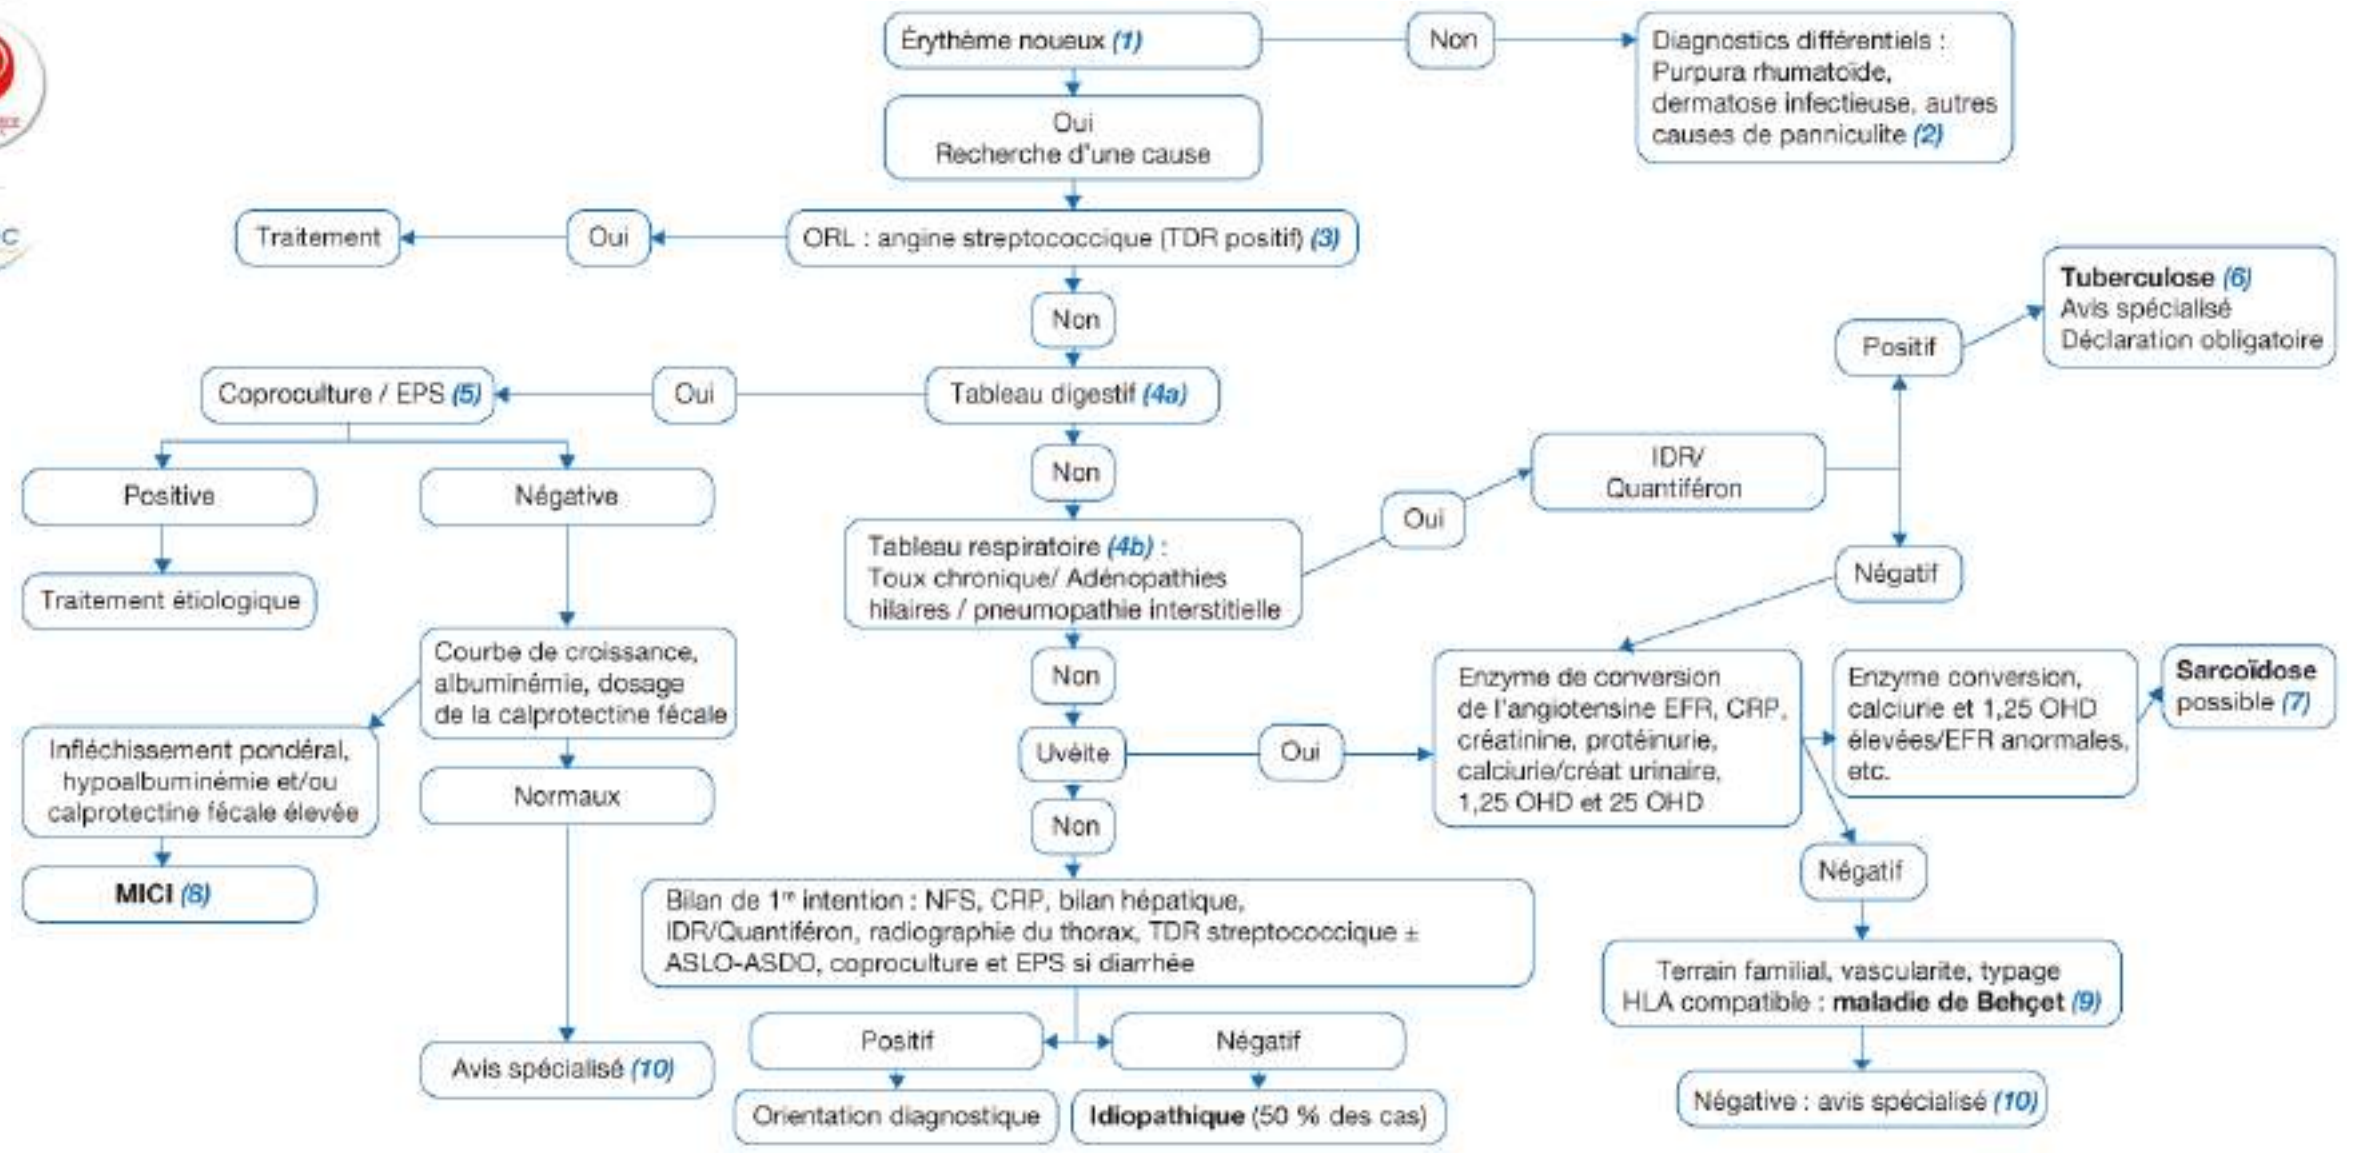 Érythème noueux (1)
Non
Diagnostics différentiels :
Purpura rhumatoïde,
dermatose infectieuse, autres
causes de panniculite (2)
Oui
Recherche d'une cause
Traitement
Oui
ORL : angine streptococcique (TDR positif) (3)
Non
Tuberculose (6)
Avis spécialisé
Déclaration obligatoire
Positif
Coproculture / EPS (5)
Oui
Tableau digestif (4a)
Non
IDR/
Quantiféron
Positive
Négative
Oui
Tableau respiratoire (4b) :
Toux chronique/ Adénopathies
hilaires / pneumopathie interstitielle
Négatif
Traitement étiologique
Courbe de croissance,
albuminémie, dosage
de la calprotectine fécale
Non
Enzyme de conversion
de l'angiotensine EFR, CRP,
créatinine, protéinurie,
calciurie/créat urinaire,
1,25 OHD et 25 OHD
Enzyme conversion,
calciurie et 1,25 OHD
élevées/EFR anormales,
etc.
Sarcoïdose
possible (7)
Infléchissement pondéral,
hypoalbuminémie et/ou
calprotectine fécale élevée
Uvéite
Oui
Normaux
Non
Négatif
MICI (8)
Bilan de 1re intention : NFS, CRP, bilan hépatique,
IDR/Quantiféron, radiographie du thorax, TDR streptococcique ±
ASLO-ASDO, coproculture et EPS si diarrhée
Terrain familial, vascularite, typage
HLA compatible : maladie de Behçet (9)
Positif
Négatif
Avis spécialisé (10)
Orientation diagnostique
Idiopathique (50 % des cas)
Négative : avis spécialisé (10)